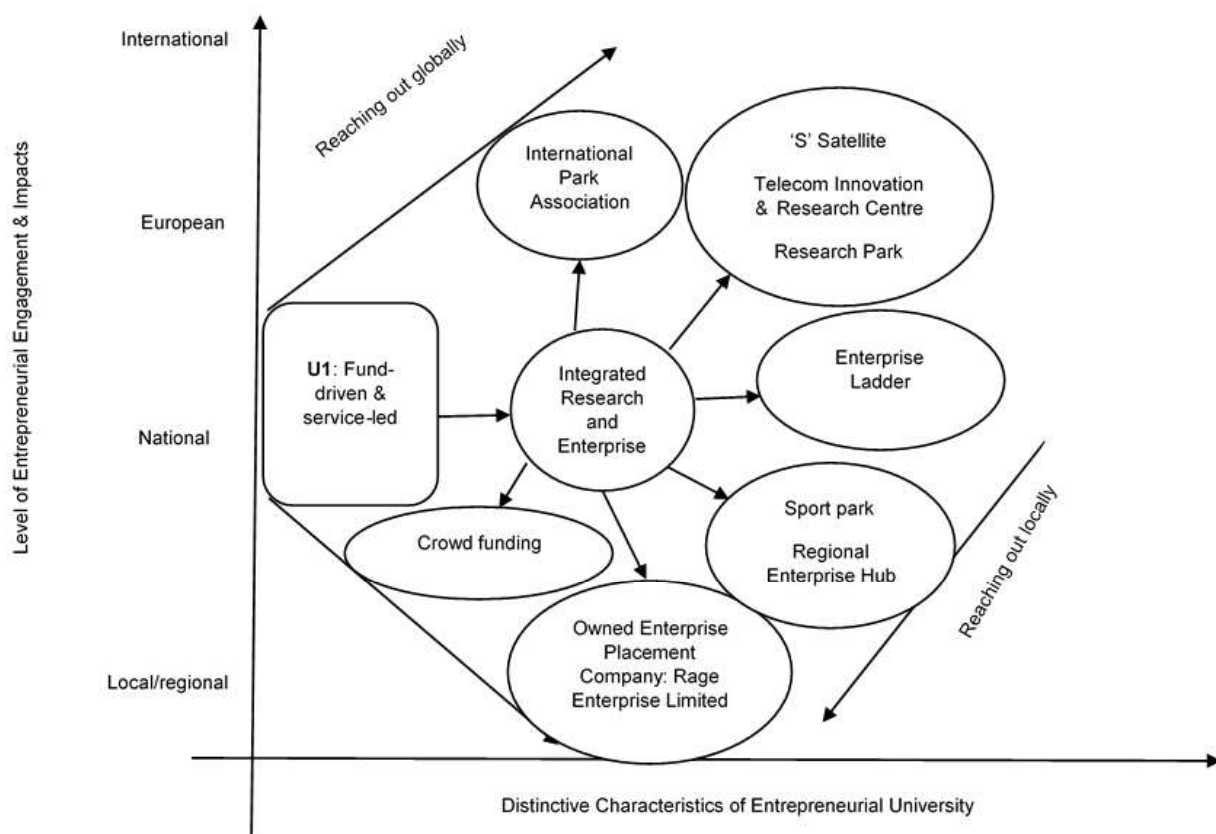 International
European
National
Local/regional
Level of Entrepreneurial Engagement & Impacts
Reaching out globally
International
Park
Association
'S' Satellite
Telecom Innovation
& Research Centre
Research Park
U1: Fund-
driven &
service-led
Integrated
Research
and
Enterprise
Enterprise
Ladder
Crowd funding
Sport park
Regional
Enterprise Hub
Reaching out locally
Owned Enterprise
Placement
Company: Rage
Enterprise Limited
Distinctive Characteristics of Entrepreneurial University